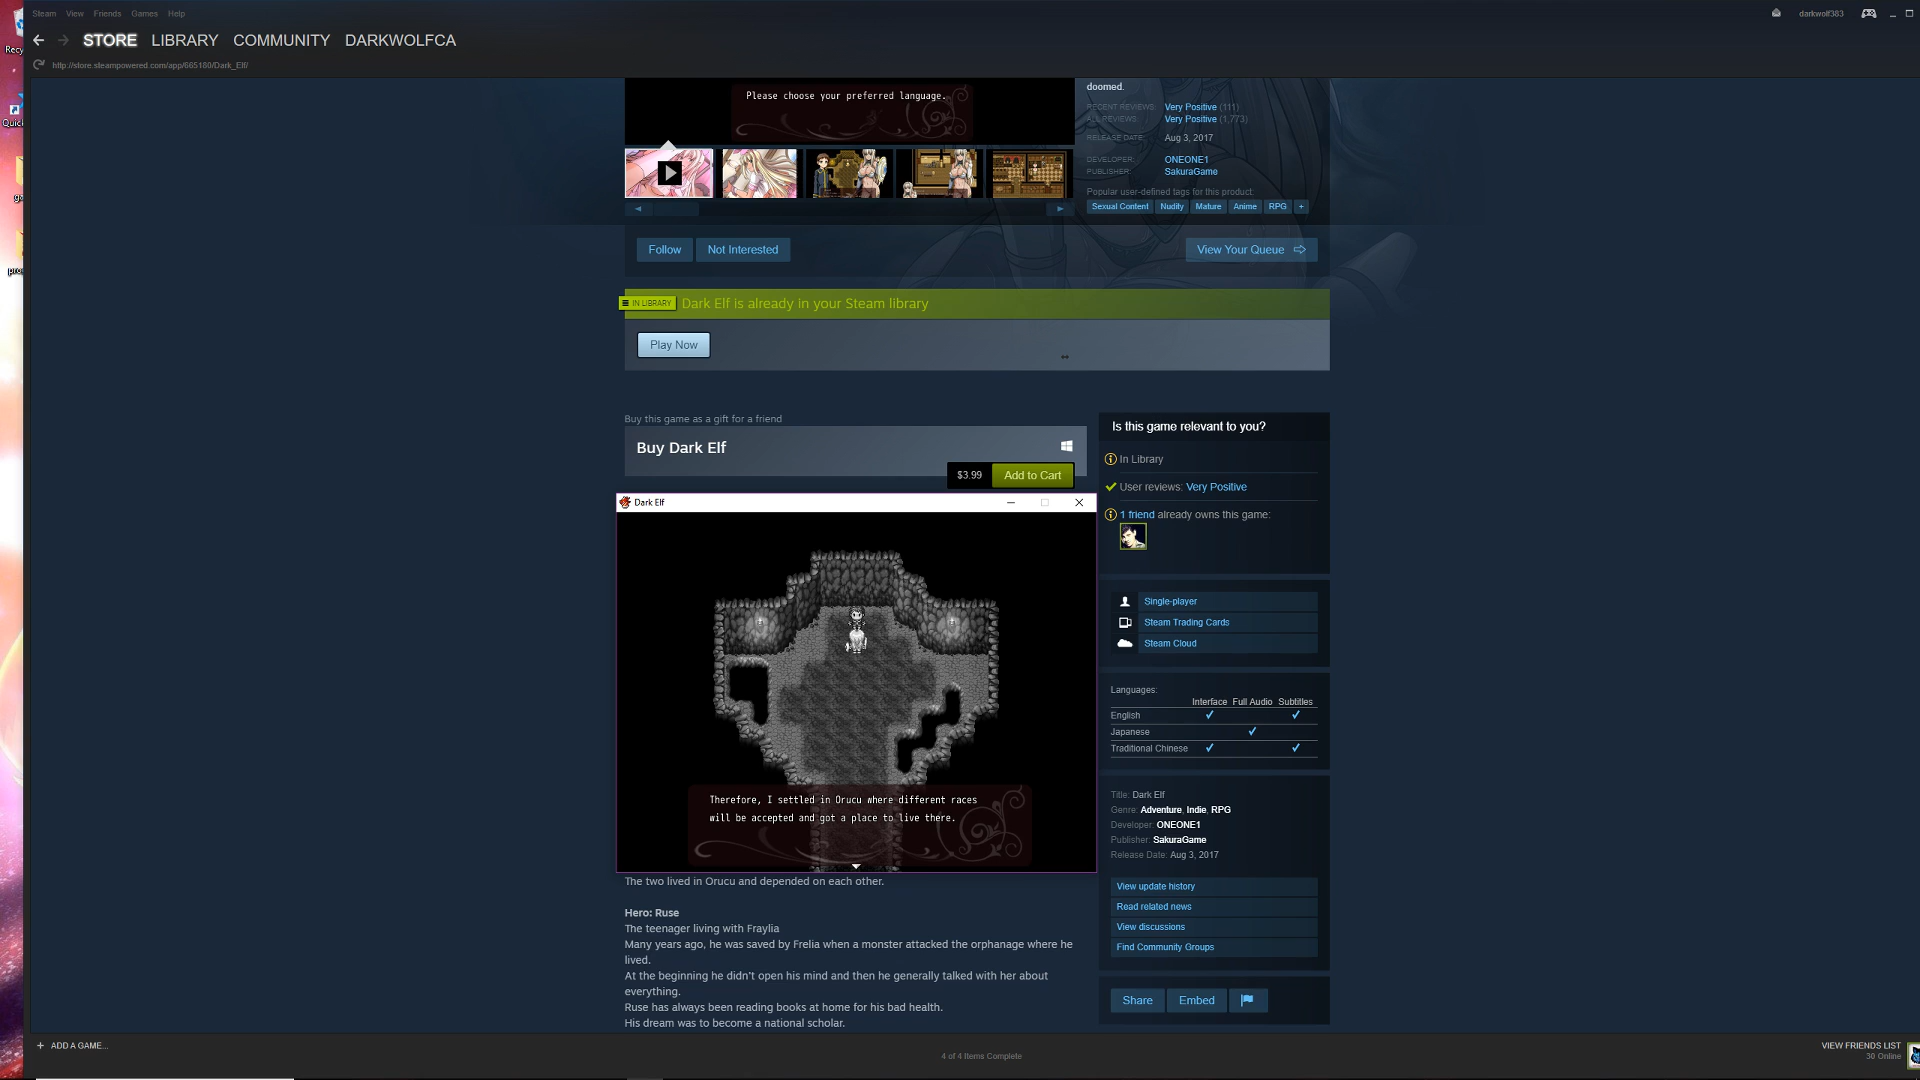 Steam View Friends Games Help
darkwolf383
STORE LIBRARY COMMUNITY DARKWOLFCA
http://store.steampowered.com/app/665180/Dark_Elf/
Please choose your preferred language.
doomed.
RECENT REVIEWS: Very Positive (111)
ALL REVIEWS: Very Positive (1,773)
RELEASE DATE: Aug 3, 2017
DEVELOPER: ONEONE1
PUBLISHER: SakuraGame
Popular user-defined tags for this product:
Sexual Content Nudity Mature Anime RPG +
Follow Not Interested View Your Queue
IN LIBRARY Dark Elf is already in your Steam library
Play Now
Buy this game as a gift for a friend
Buy Dark Elf
$3.99 Add to Cart
Dark Elf
Therefore, I settled in Orucu where different races
will be accepted and got a place to live there.
The two lived in Orucu and depended on each other.
Hero: Ruse
The teenager living with Fraylia
Many years ago, he was saved by Frelia when a monster attacked the orphanage where he
lived.
At the beginning he didn't open his mind and then he generally talked with her about
everything.
Ruse has always been reading books at home for his bad health.
His dream was to become a national scholar.
Is this game relevant to you?
In Library
User reviews: Very Positive
1 friend already owns this game:
Single-player
Steam Trading Cards
Steam Cloud
Languages:
Interface Full Audio Subtitles
English ✓ ✓
Japanese ✓
Traditional Chinese ✓ ✓
Title: Dark Elf
Genre: Adventure, Indie, RPG
Developer: ONEONE1
Publisher: SakuraGame
Release Date: Aug 3, 2017
View update history
Read related news
View discussions
Find Community Groups
Share Embed
+ ADD A GAME...
4 of 4 Items Complete
VIEW FRIENDS LIST
30 Online